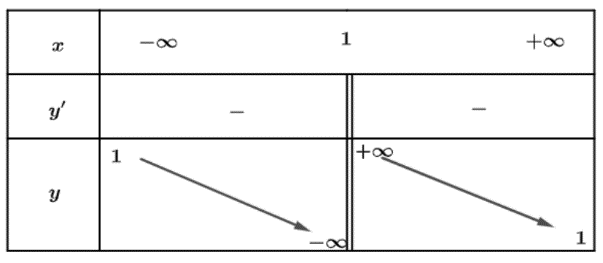 x −∞ 1 +∞
y′ − −
1 +∞
y
−∞ 1